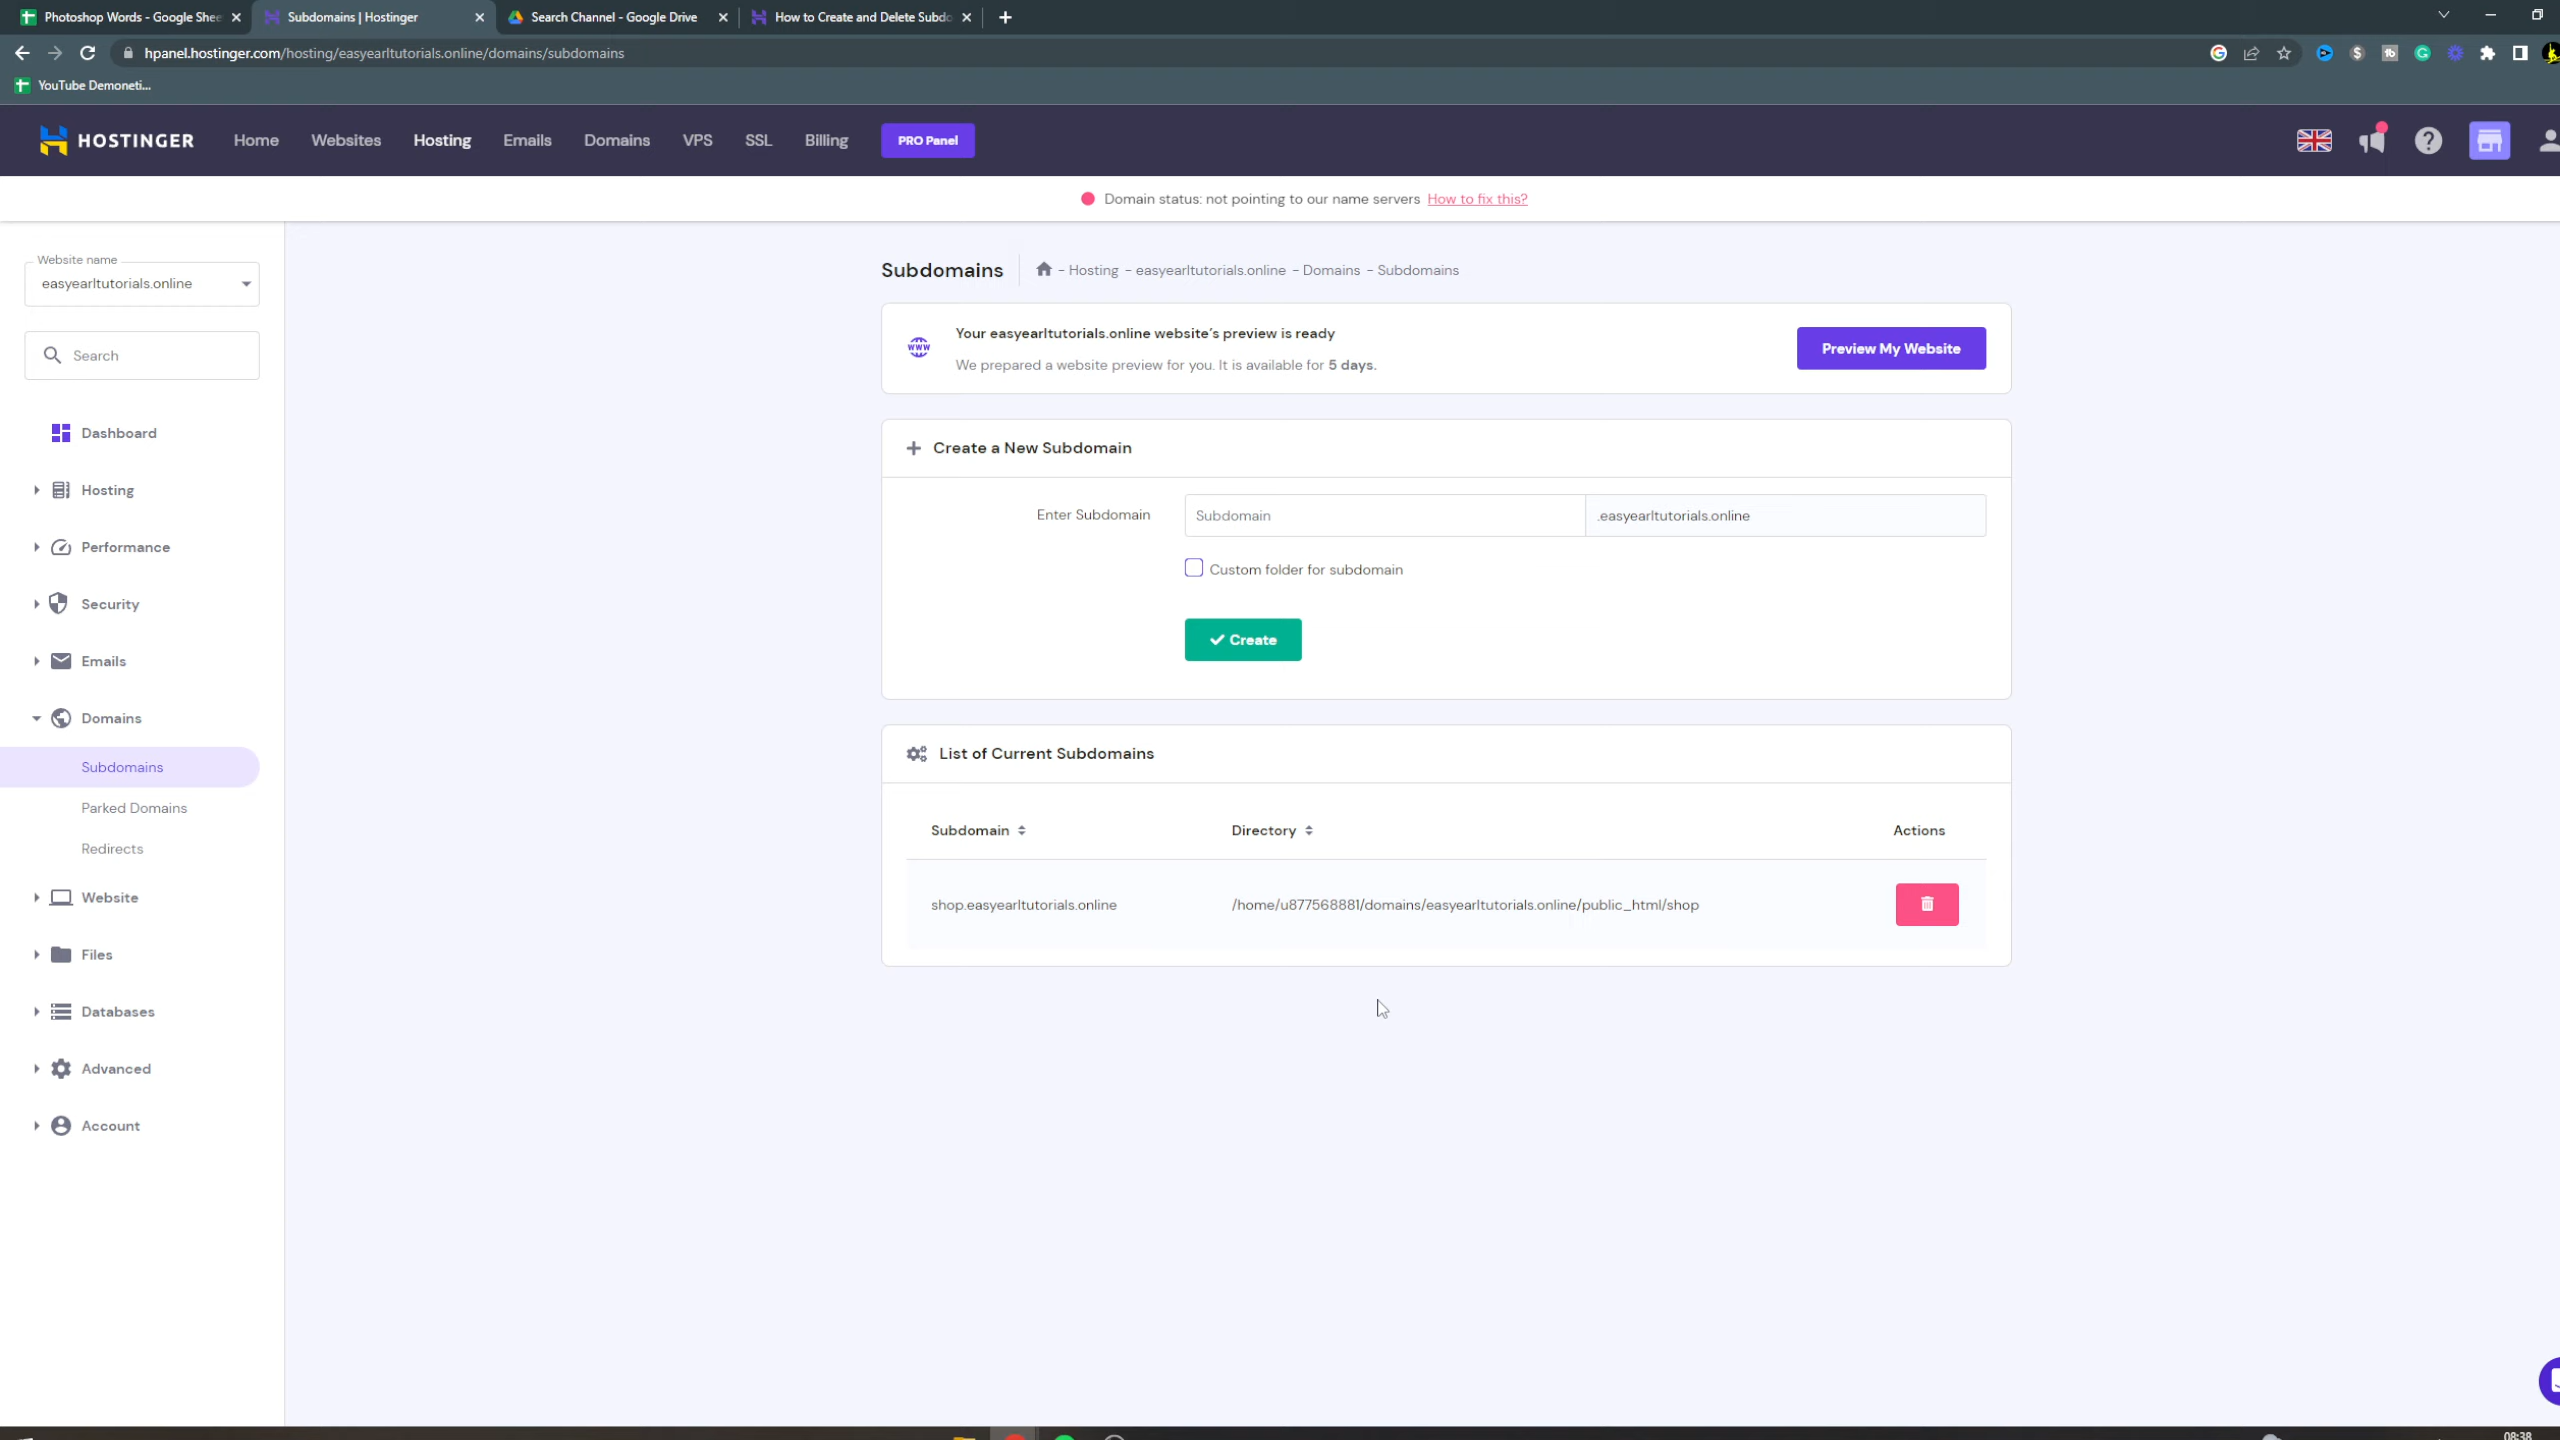 Photoshop Words - Google Shee
Subdomains | Hostinger
Search Channel - Google Drive
How to Create and Delete Subdo
hpanel.hostinger.com/hosting/easyearltutorials.online/domains/subdomains
YouTube Demoneti...
HOSTINGER
Home
Websites
Hosting
Emails
Domains
VPS
SSL
Billing
PRO Panel
Domain status: not pointing to our name servers How to fix this?
Website name
easyearltutorials.online
Search
Dashboard
Hosting
Performance
Security
Emails
Domains
Subdomains
Parked Domains
Redirects
Website
Files
Databases
Advanced
Account
Subdomains
- Hosting - easyearltutorials.online - Domains - Subdomains
www
Your easyearltutorials.online website's preview is ready
We prepared a website preview for you. It is available for 5 days.
Preview My Website
Create a New Subdomain
Enter Subdomain
Subdomain
.easyearltutorials.online
Custom folder for subdomain
Create
List of Current Subdomains
Subdomain
Directory
Actions
shop.easyearltutorials.online
/home/u877568881/domains/easyearltutorials.online/public_html/shop
08:38